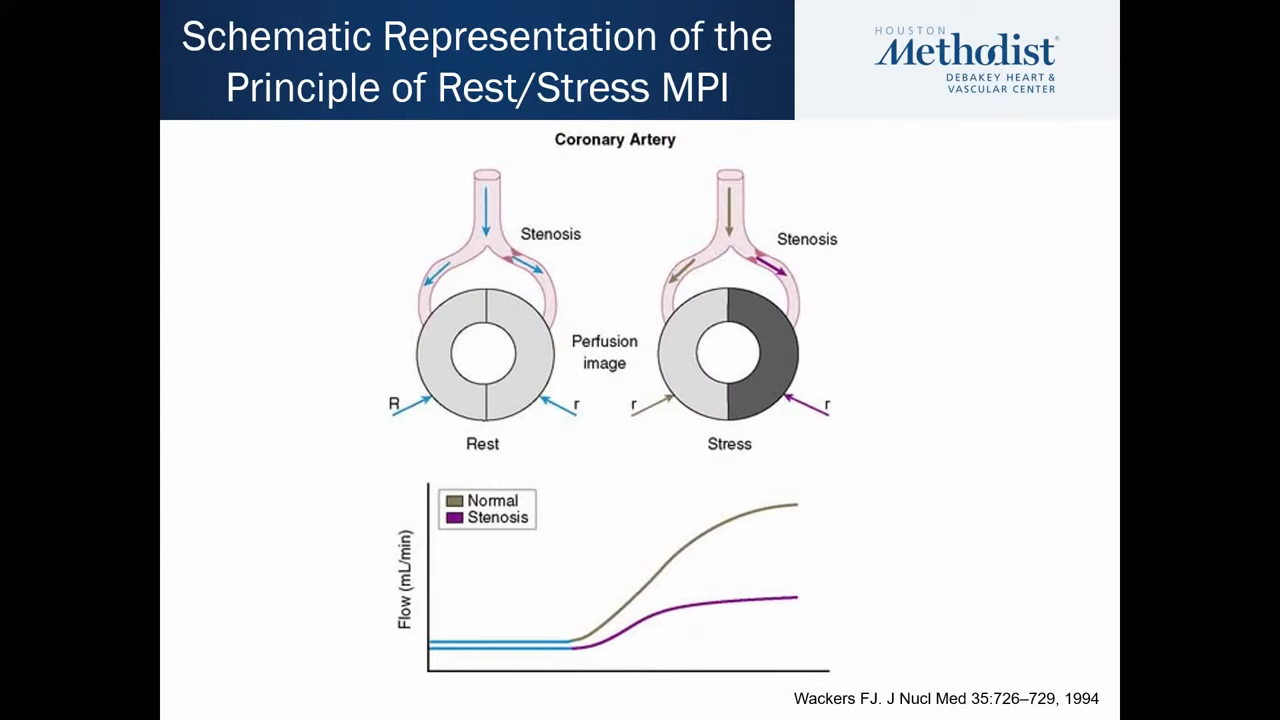 Schematic Representation of the
Principle of Rest/Stress MPI
HOUSTON
Methodist®
DEBAKEY HEART &
VASCULAR CENTER
Coronary Artery
Stenosis
Stenosis
Perfusion
image
R
r
r
r
Rest
Stress
Normal
Stenosis
Flow (mL/min)
Wackers FJ. J Nucl Med 35:726–729, 1994